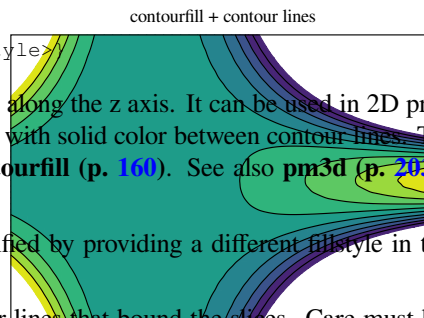 contourfill + contour lines
yle>}
along the z axis. It can be used in 2D pr
with solid color between contour lines. T
ourfill (p. 160). See also pm3d (p. 20
ified by providing a different fillstyle in t
r lines that bound the slices. Care must